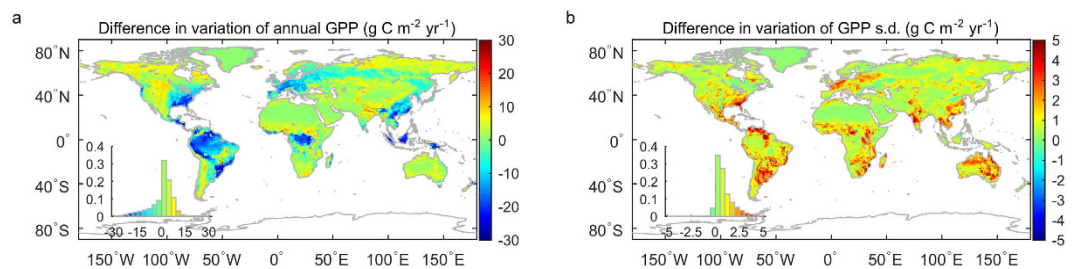 a
Difference in variation of annual GPP (g C m⁻² yr⁻¹)
80°N
40°N
0°
40°S
80°S
0.4
0.3
0.2
0.1
0
-30 -15 0 15 30
150°W 100°W 50°W 0° 50°E 100°E 150°E
30
20
10
0
-10
-20
-30
b
Difference in variation of GPP s.d. (g C m⁻² yr⁻¹)
80°N
40°N
0°
40°S
80°S
0.4
0.3
0.2
0.1
0
-5 -2.5 0 2.5 5
150°W 100°W 50°W 0° 50°E 100°E 150°E
5
4
3
2
1
0
-1
-2
-3
-4
-5